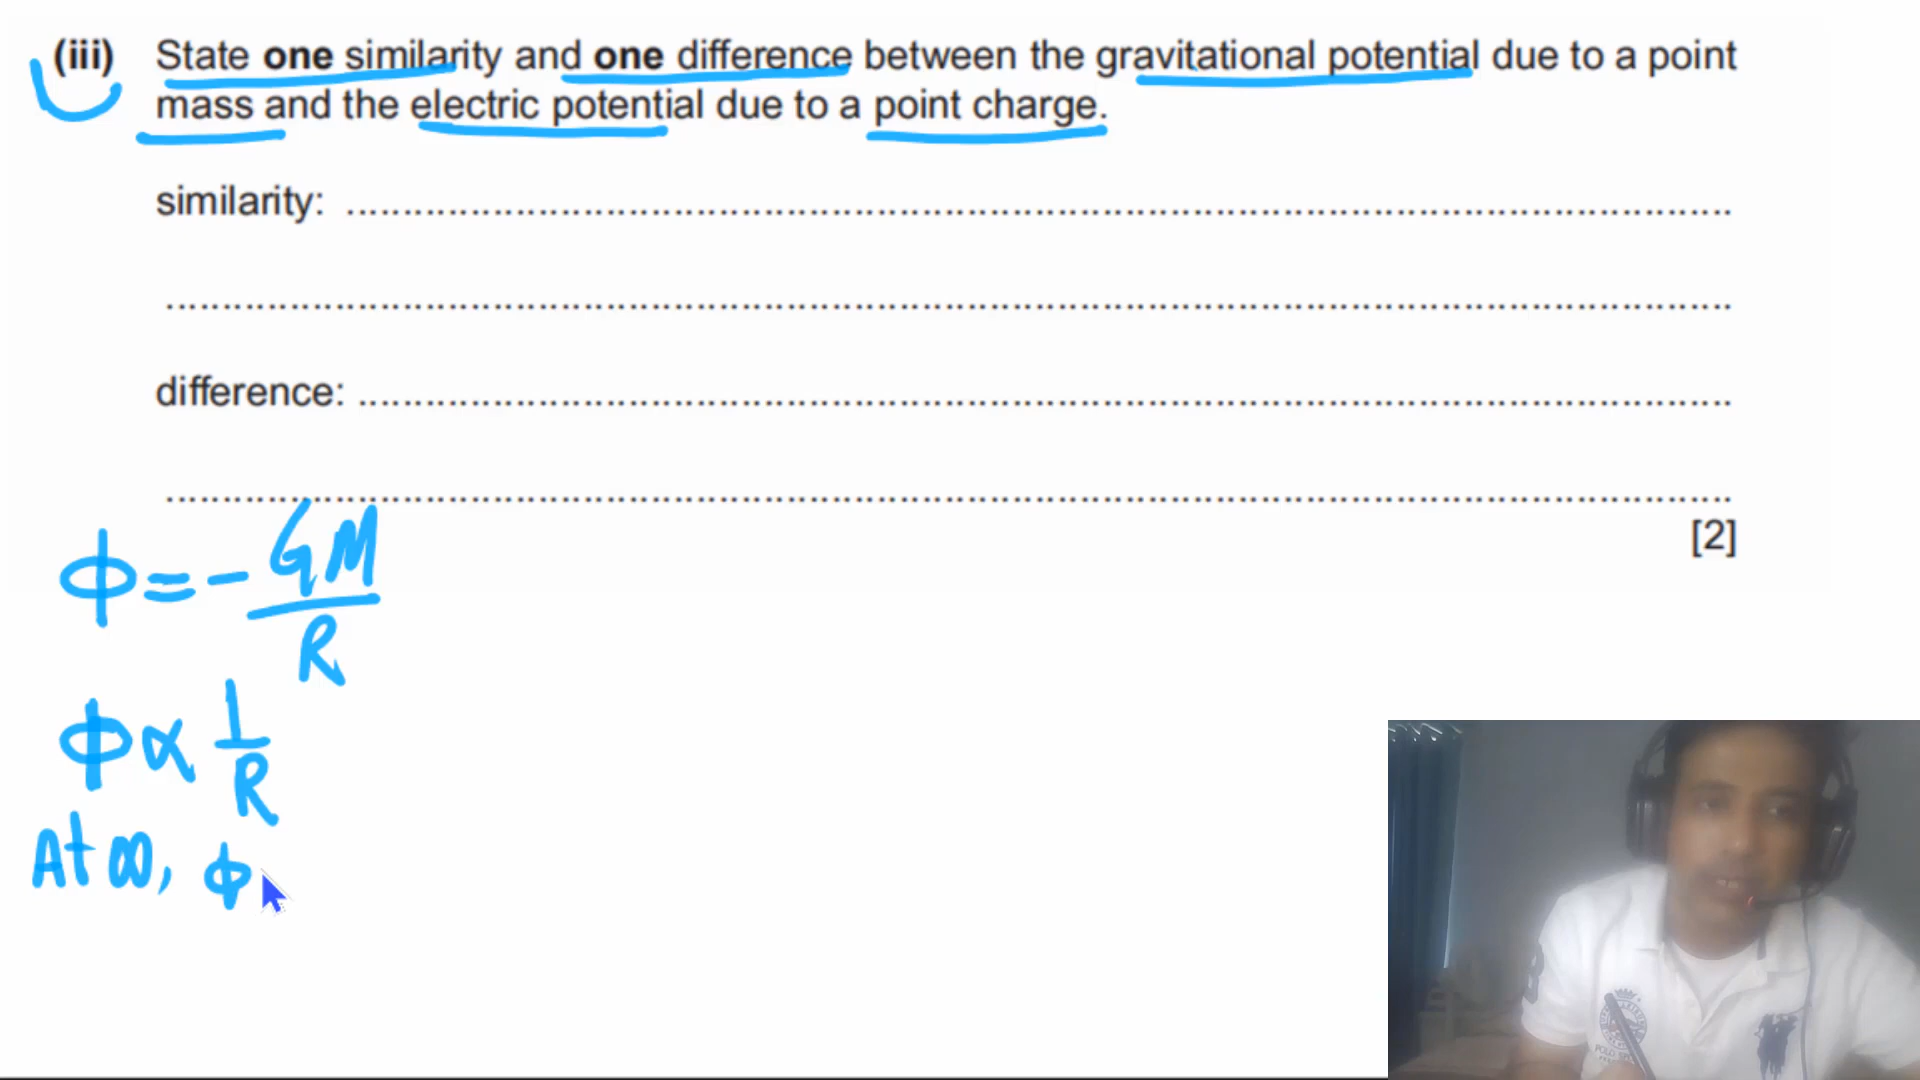 (iii) State one similarity and one difference between the gravitational potential due to a point
mass and the electric potential due to a point charge.
similarity: ................................................................................
................................................................................
difference: ................................................................................
................................................................................
[2]
ϕ = - GM
R
ϕ ∝ 1
R
At ∞, ϕ